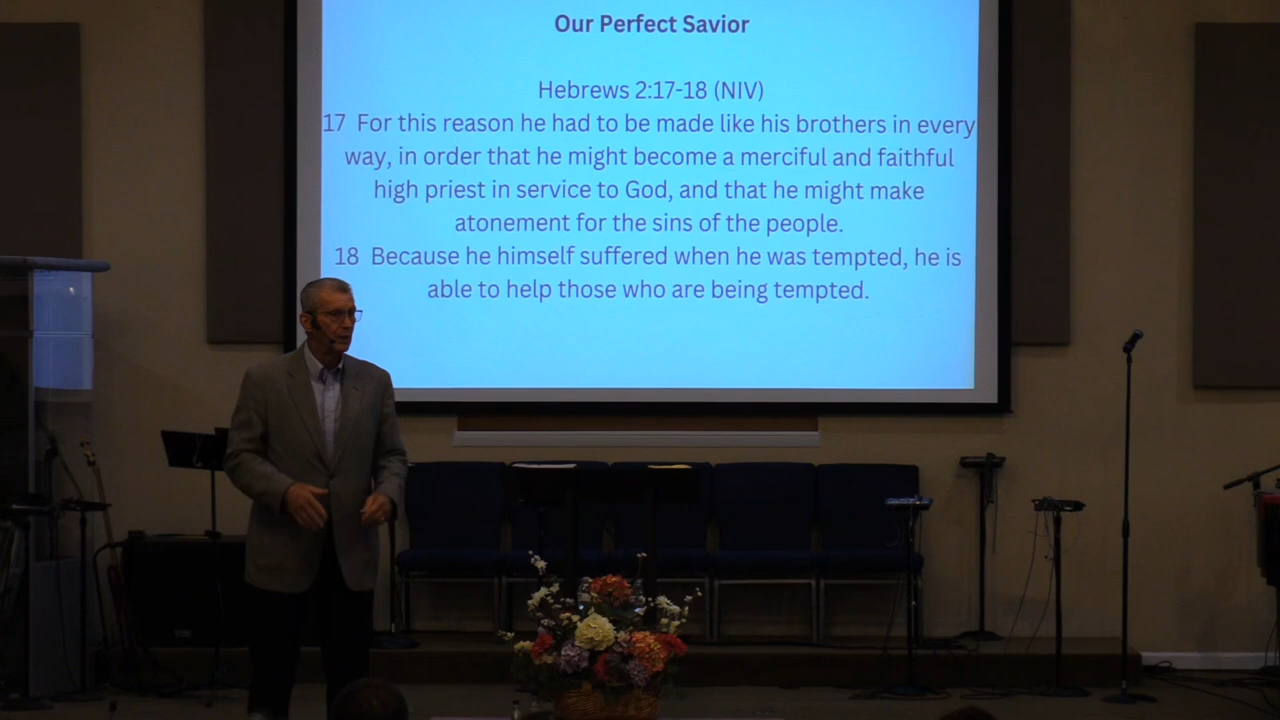 Our Perfect Savior
Hebrews 2:17-18 (NIV)
17 For this reason he had to be made like his brothers in every
way, in order that he might become a merciful and faithful
high priest in service to God, and that he might make
atonement for the sins of the people.
18 Because he himself suffered when he was tempted, he is
able to help those who are being tempted.